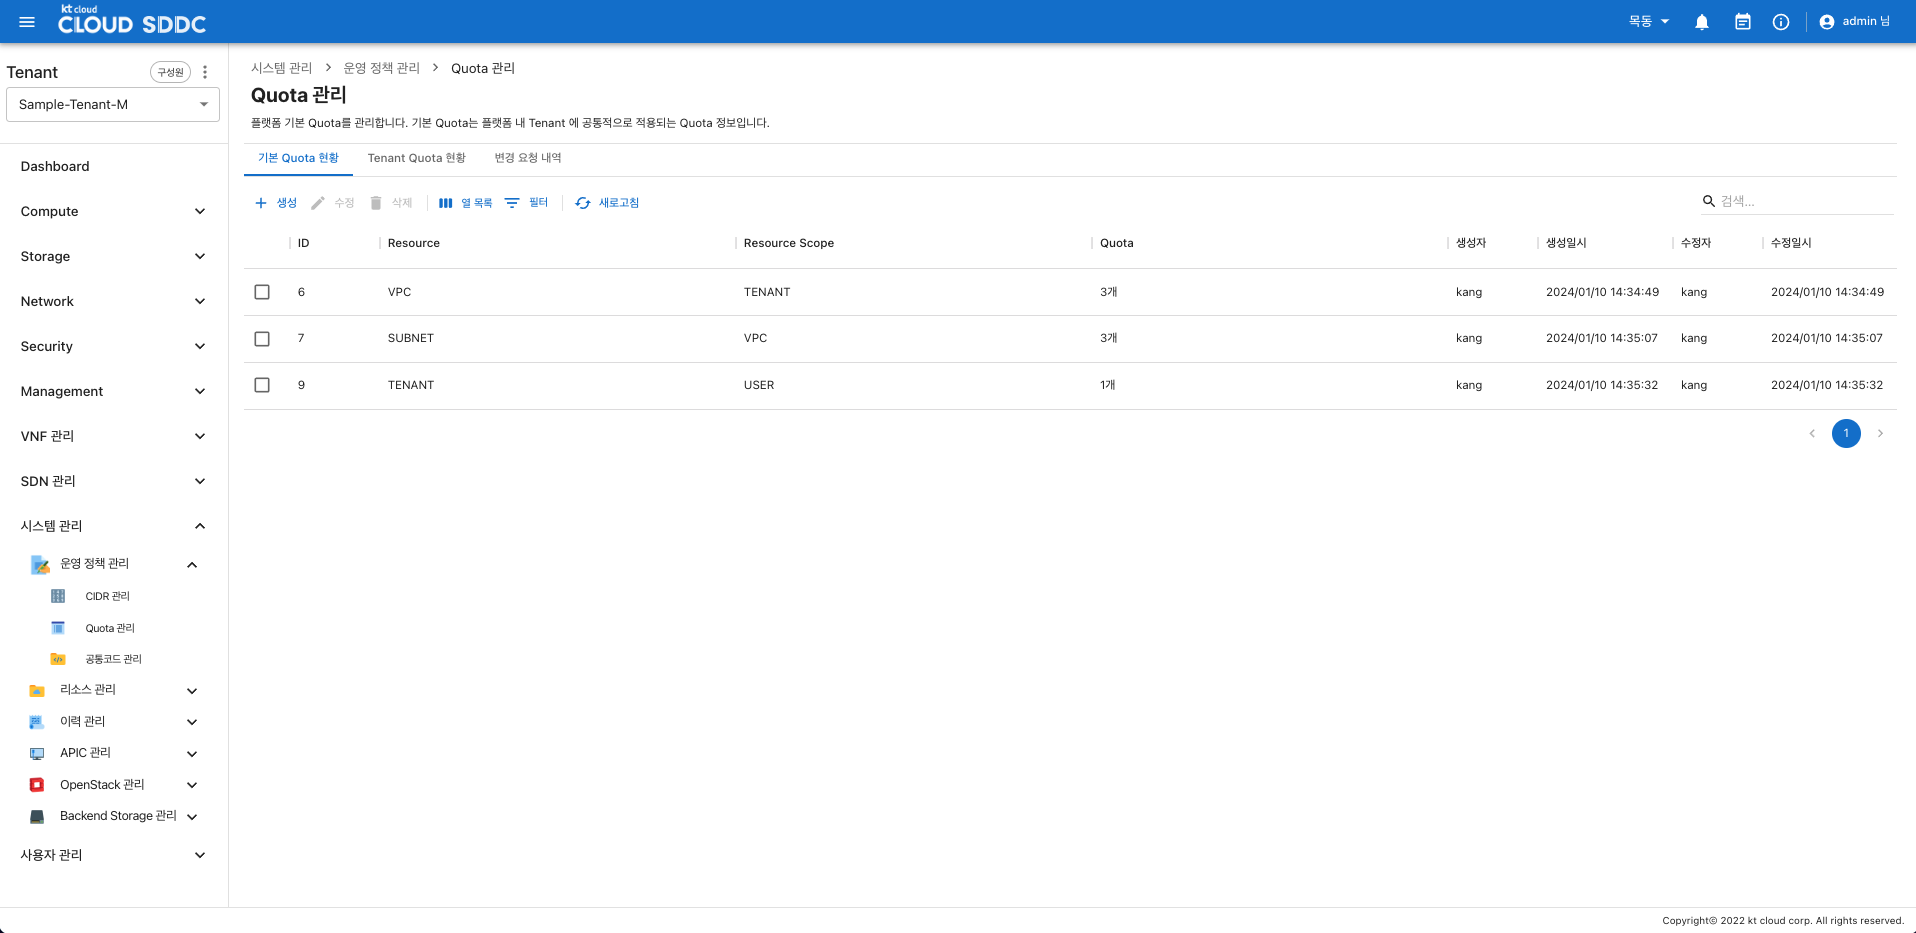 kt cloud
CLOUD SDDC
목동
admin 님
Tenant
구성원
Sample-Tenant-M
Dashboard
Compute
Storage
Network
Security
Management
VNF 관리
SDN 관리
시스템 관리
운영 정책 관리
CIDR 관리
Quota 관리
공통코드 관리
리소스 관리
이력 관리
APIC 관리
OpenStack 관리
Backend Storage 관리
사용자 관리
시스템 관리 > 운영 정책 관리 > Quota 관리
Quota 관리
플랫폼 기본 Quota를 관리합니다. 기본 Quota는 플랫폼 내 Tenant 에 공통적으로 적용되는 Quota 정보입니다.
기본 Quota 현황 Tenant Quota 현황 변경 요청 내역
생성 수정 삭제 열 목록 필터 새로고침 검색...
ID Resource Resource Scope Quota 생성자 생성일시 수정자 수정일시
6 VPC TENANT 3개 kang 2024/01/10 14:34:49 kang 2024/01/10 14:34:49
7 SUBNET VPC 3개 kang 2024/01/10 14:35:07 kang 2024/01/10 14:35:07
9 TENANT USER 1개 kang 2024/01/10 14:35:32 kang 2024/01/10 14:35:32
1
Copyright© 2022 kt cloud corp. All rights reserved.